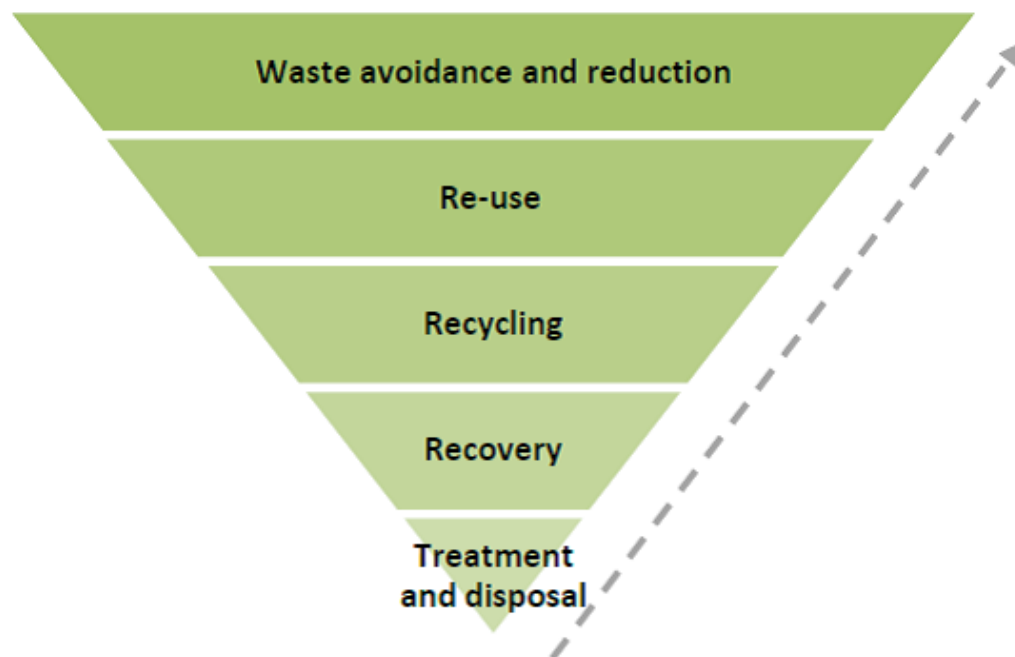 Waste avoidance and reduction
Re-use
Recycling
Recovery
Treatment
and disposal